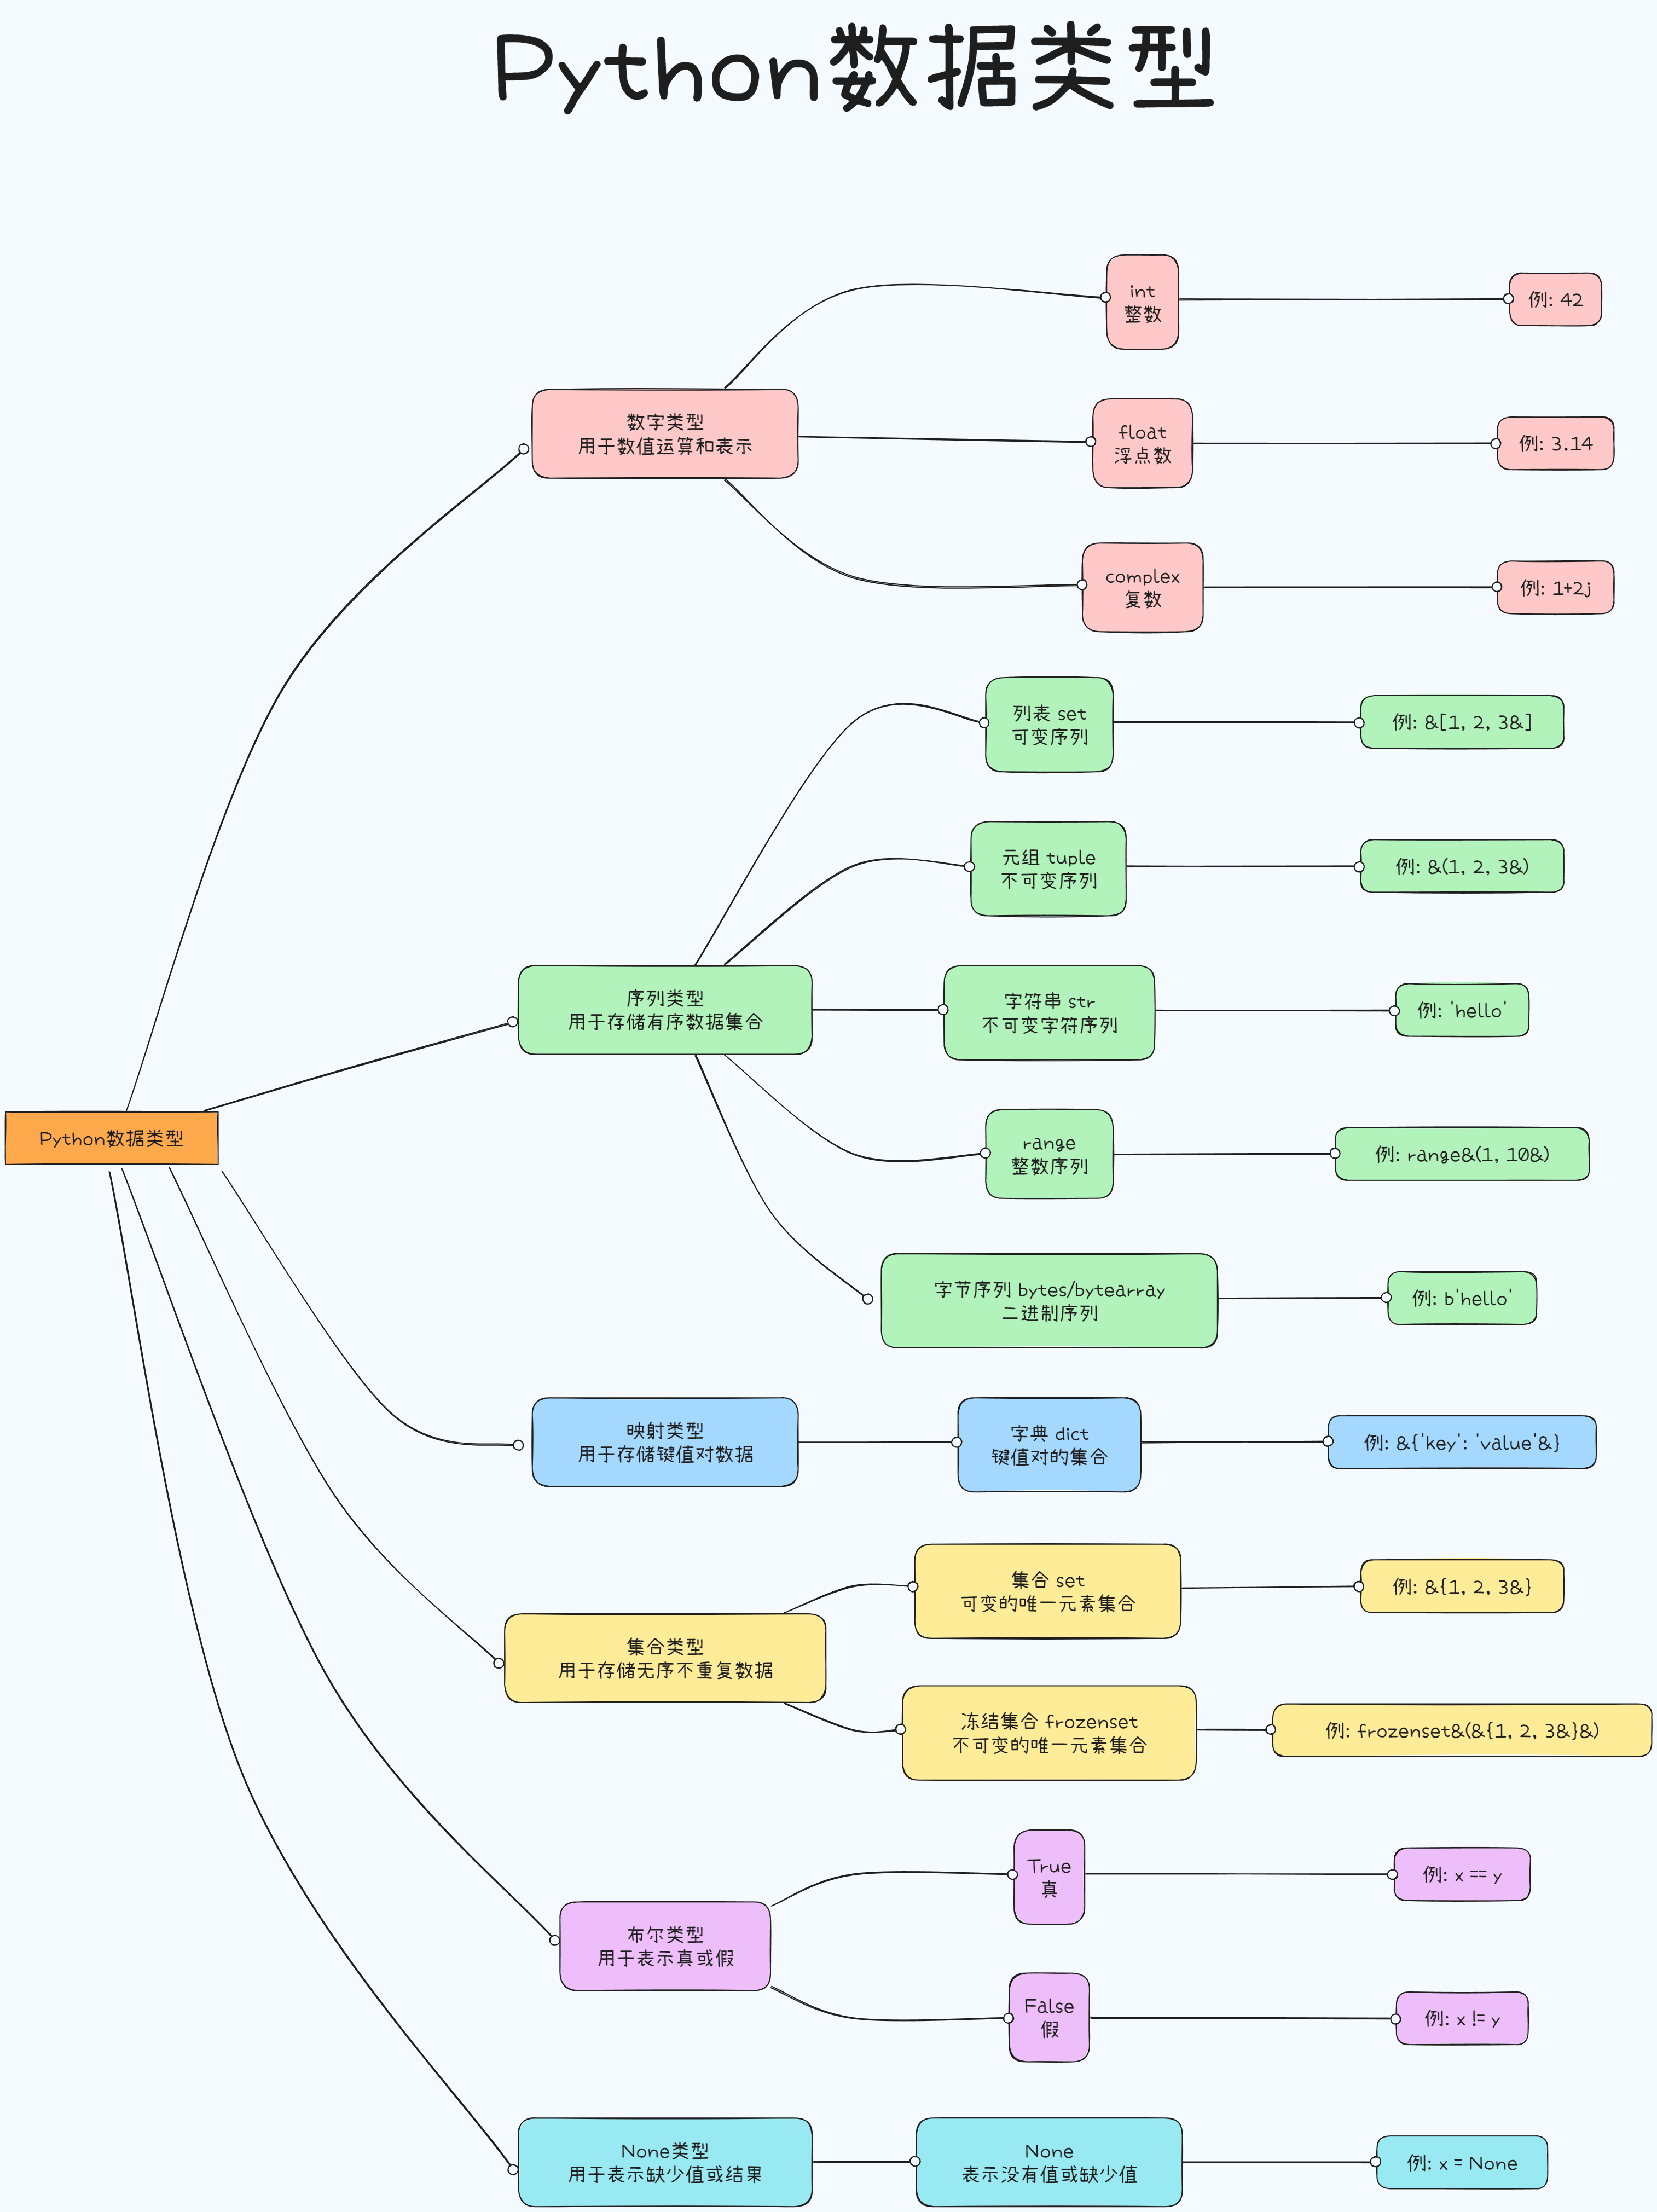 Python数据类型
int
整数
例: 42
数字类型
用于数值运算和表示
float
浮点数
例: 3.14
complex
复数
例: 1+2j
列表 set
可变序列
例: &[1, 2, 3&]
元组 tuple
不可变序列
例: &(1, 2, 3&)
序列类型
用于存储有序数据集合
字符串 str
不可变字符序列
例: 'hello'
Python数据类型
range
整数序列
例: range&(1, 10&)
字节序列 bytes/bytearray
二进制序列
例: b'hello'
映射类型
用于存储键值对数据
字典 dict
键值对的集合
例: &{'key': 'value'&}
集合 set
可变的唯一元素集合
例: &{1, 2, 3&}
集合类型
用于存储无序不重复数据
冻结集合 frozenset
不可变的唯一元素集合
例: frozenset&(&{1, 2, 3&}&)
True
真
例: x == y
布尔类型
用于表示真或假
False
假
例: x != y
None类型
用于表示缺少值或结果
None
表示没有值或缺少值
例: x = None